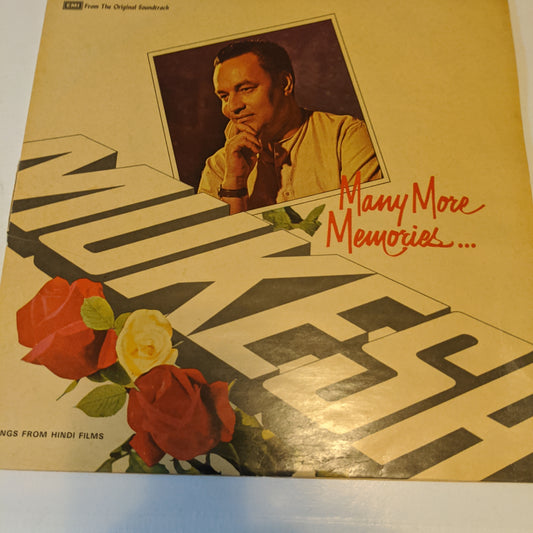 EMI From The Original Soundtrack
Many More
Memories...
MUKESH
NGS FROM HINDI FILMS